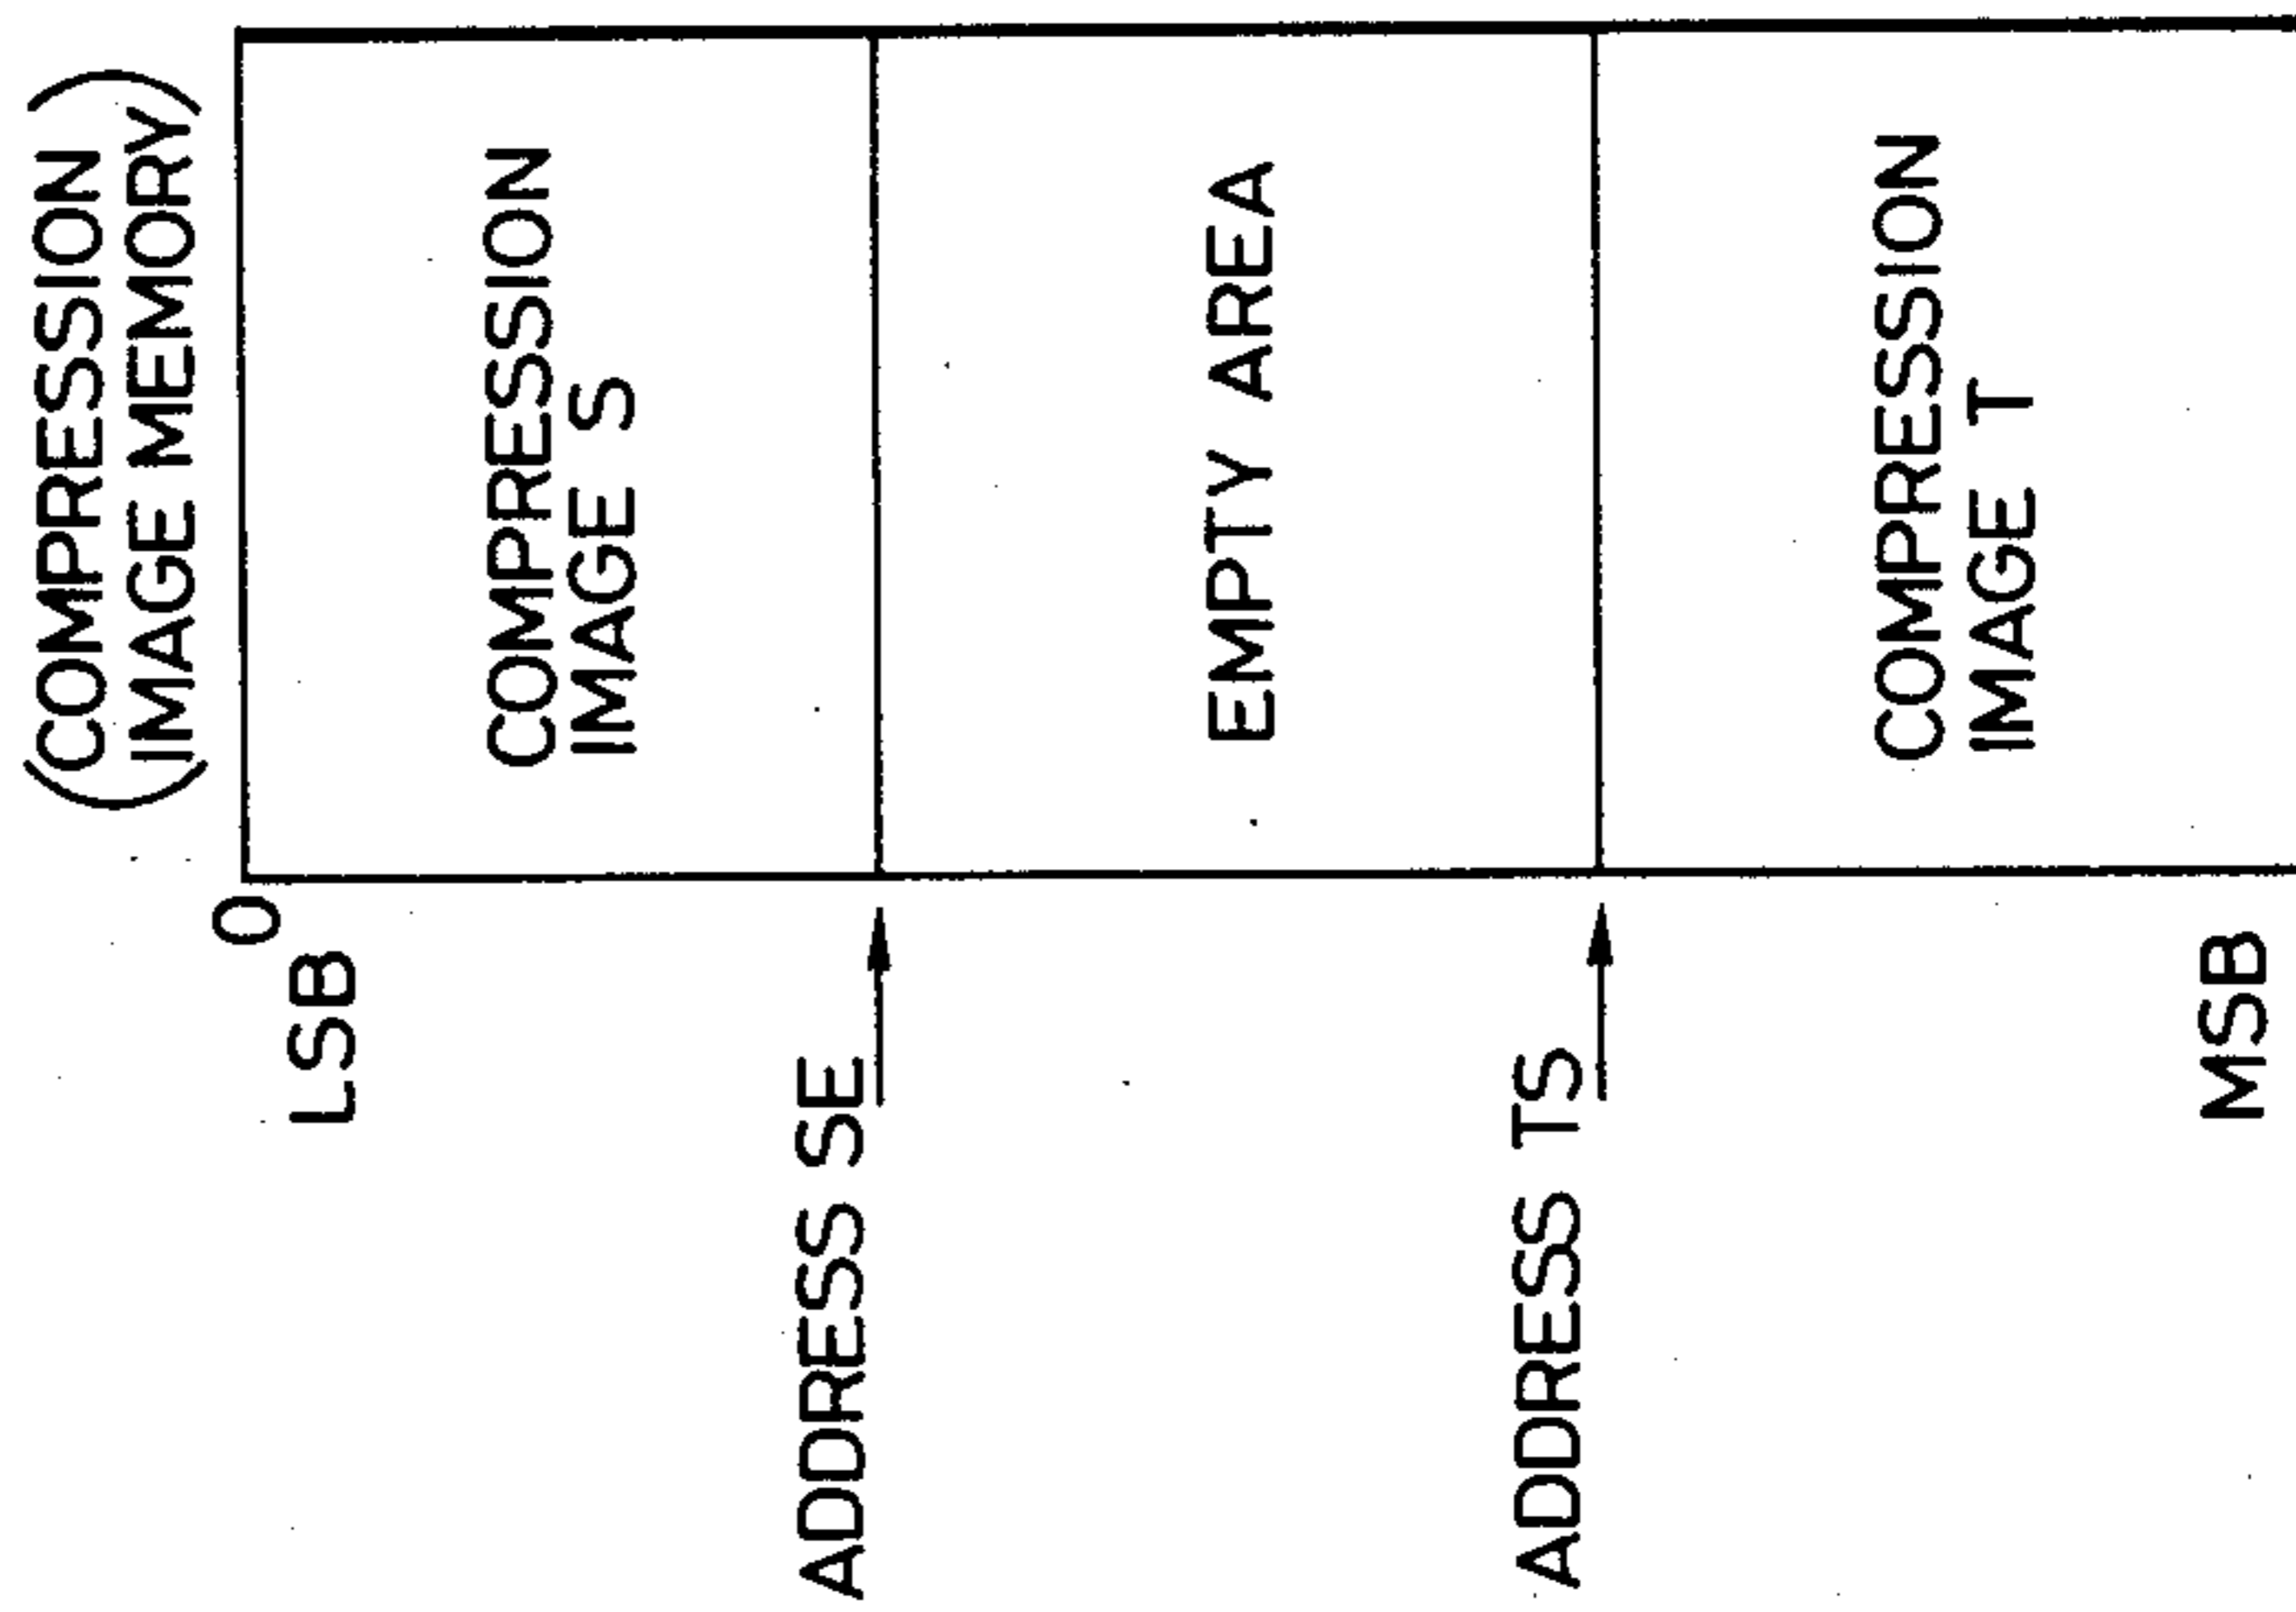 (COMPRESSION
IMAGE MEMORY)
0
LSB
COMPRESSION
IMAGE S
ADDRESS SE
EMPTY AREA
ADDRESS TS
COMPRESSION
IMAGE T
MSB